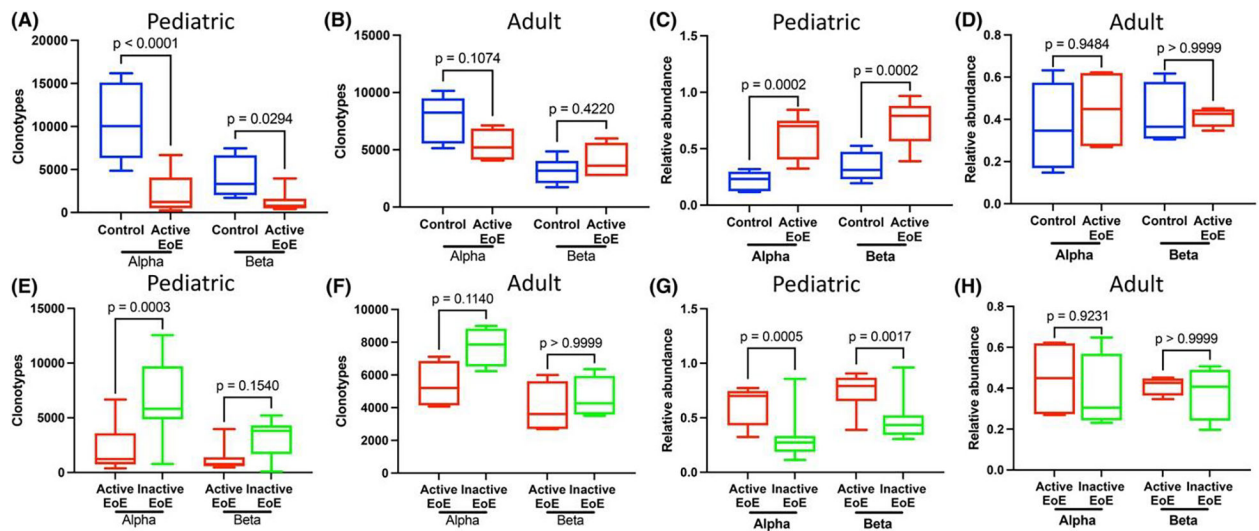 (A) Pediatric
20000
15000
10000
5000
0
Clonotypes
p < 0.0001
p = 0.0294
Control Active Control Active
EoE EoE
Alpha Beta
(B) Adult
15000
10000
5000
0
Clonotypes
p = 0.1074
p = 0.4220
Control Active Control Active
EoE EoE
Alpha Beta
(C) Pediatric
1.5
1.0
0.5
0.0
Relative abundance
p = 0.0002
p = 0.0002
Control Active Control Active
EoE EoE
Alpha Beta
(D) Adult
0.8
0.6
0.4
0.2
0.0
Relative abundance
p = 0.9484
p > 0.9999
Control Active Control Active
EoE EoE
Alpha Beta
(E) Pediatric
15000
10000
5000
0
Clonotypes
p = 0.0003
p = 0.1540
Active Inactive Active Inactive
EoE EoE EoE EoE
Alpha Beta
(F) Adult
10000
8000
6000
4000
2000
0
Clonotypes
p = 0.1140
p > 0.9999
Active Inactive Active Inactive
EoE EoE EoE EoE
Alpha Beta
(G) Pediatric
1.5
1.0
0.5
0.0
Relative abundance
p = 0.0005
p = 0.0017
Active Inactive Active Inactive
EoE EoE EoE EoE
Alpha Beta
(H) Adult
0.8
0.6
0.4
0.2
0.0
Relative abundance
p = 0.9231
p > 0.9999
Active Inactive Active Inactive
EoE EoE EoE EoE
Alpha Beta